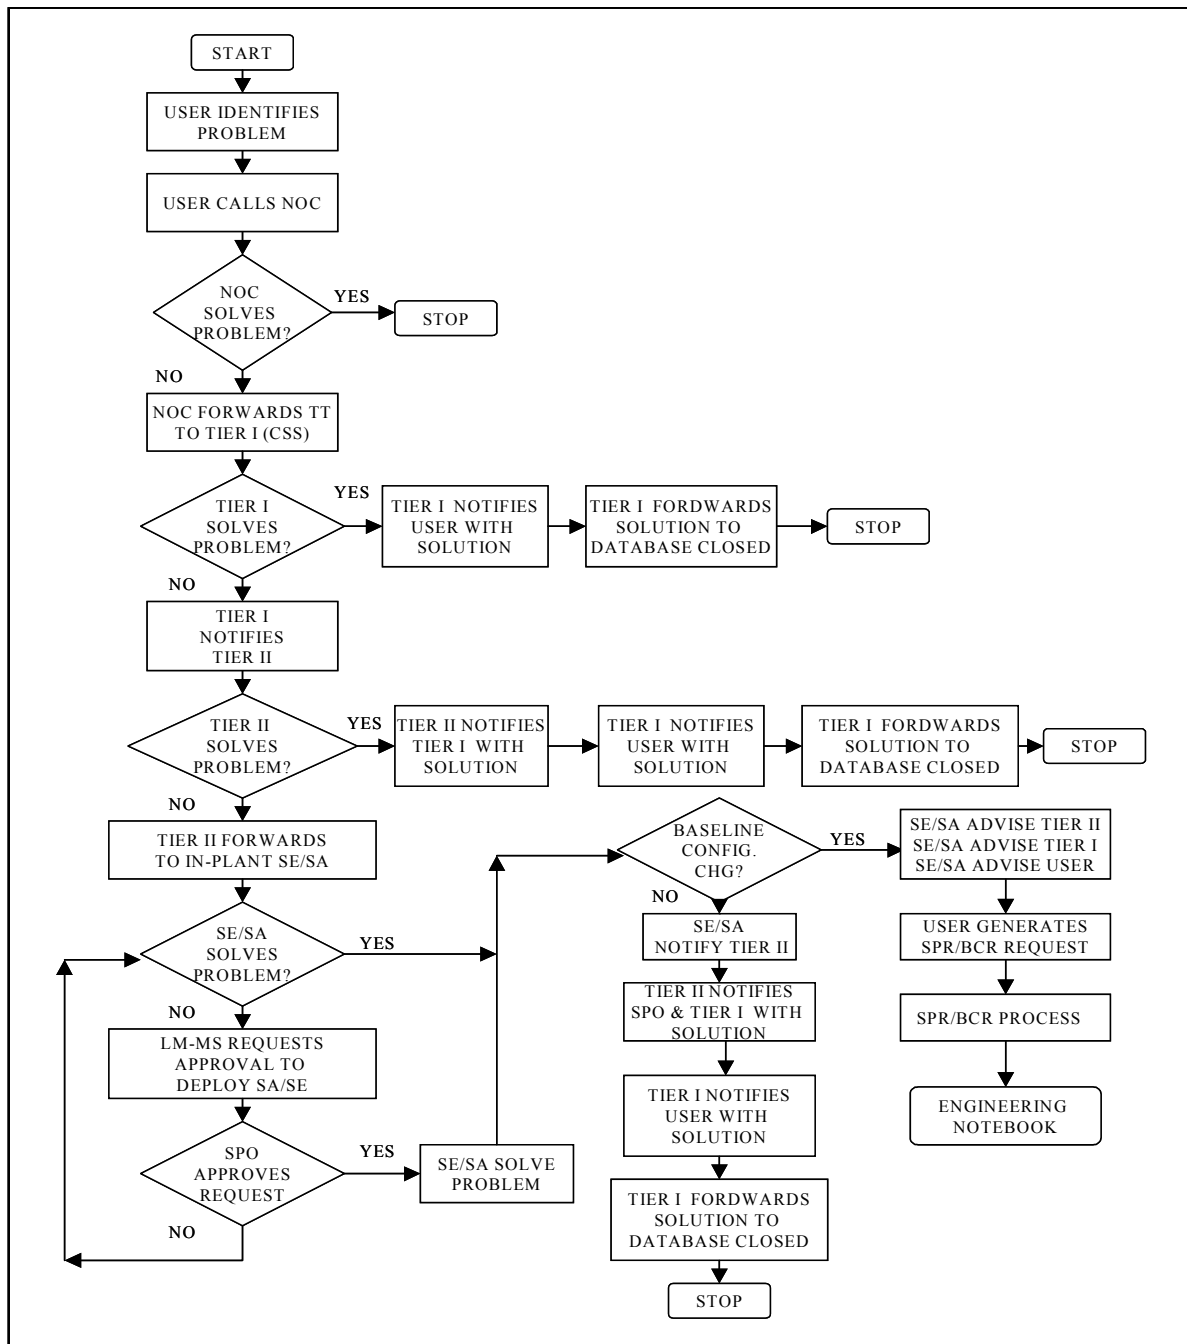 START
USER IDENTIFIES
PROBLEM
USER CALLS NOC
NOC
SOLVES
PROBLEM?
YES
STOP
NO
NOC FORWARDS TT
TO TIER I (CSS)
TIER I
SOLVES
PROBLEM?
YES
TIER I NOTIFIES
USER WITH
SOLUTION
TIER I FORDWARDS
SOLUTION TO
DATABASE CLOSED
STOP
NO
TIER I
NOTIFIES
TIER II
TIER II
SOLVES
PROBLEM?
YES
TIER II NOTIFIES
TIER I WITH
SOLUTION
TIER I NOTIFIES
USER WITH
SOLUTION
TIER I FORDWARDS
SOLUTION TO
DATABASE CLOSED
STOP
NO
TIER II FORWARDS
TO IN-PLANT SE/SA
SE/SA
SOLVES
PROBLEM?
YES
NO
LM-MS REQUESTS
APPROVAL TO
DEPLOY SA/SE
SPO
APPROVES
REQUEST
YES
SE/SA SOLVE
PROBLEM
NO
BASELINE
CONFIG.
CHG?
YES
SE/SA ADVISE TIER II
SE/SA ADVISE TIER I
SE/SA ADVISE USER
USER GENERATES
SPR/BCR REQUEST
SPR/BCR PROCESS
ENGINEERING
NOTEBOOK
NO
SE/SA
NOTIFY TIER II
TIER II NOTIFIES
SPO & TIER I WITH
SOLUTION
TIER I NOTIFIES
USER WITH
SOLUTION
TIER I FORDWARDS
SOLUTION TO
DATABASE CLOSED
STOP